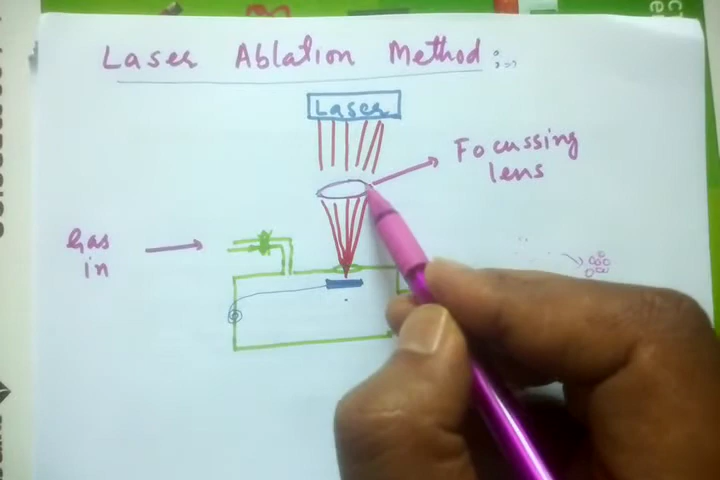 Laser Ablation Method :-
Laser
Focussing
lens
Gas
in